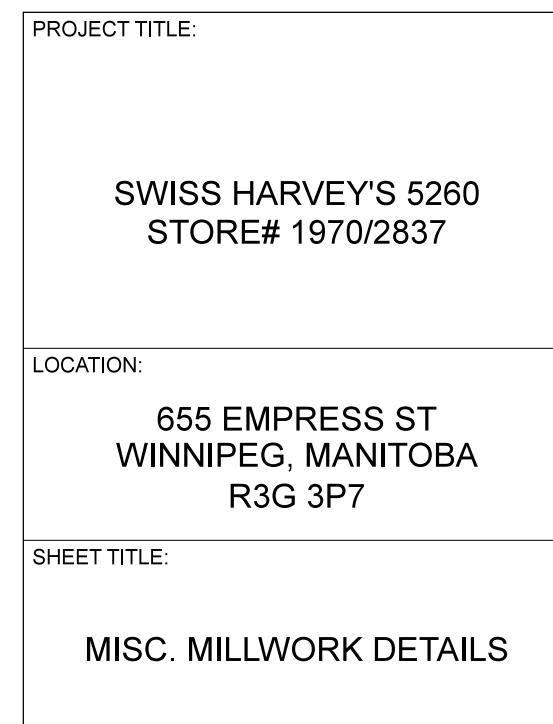 PROJECT TITLE:
SWISS HARVEY'S 5260
STORE# 1970/2837
LOCATION:
655 EMPRESS ST
WINNIPEG, MANITOBA
R3G 3P7
SHEET TITLE:
MISC. MILLWORK DETAILS